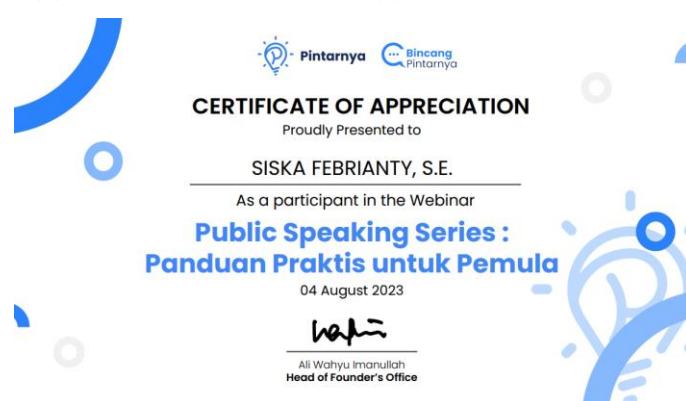 Pintarnya
Bincang
Pintarnya
CERTIFICATE OF APPRECIATION
Proudly Presented to
SISKA FEBRIANTY, S.E.
As a participant in the Webinar
Public Speaking Series :
Panduan Praktis untuk Pemula
04 August 2023
Ali Wahyu Imanullah
Head of Founder's Office